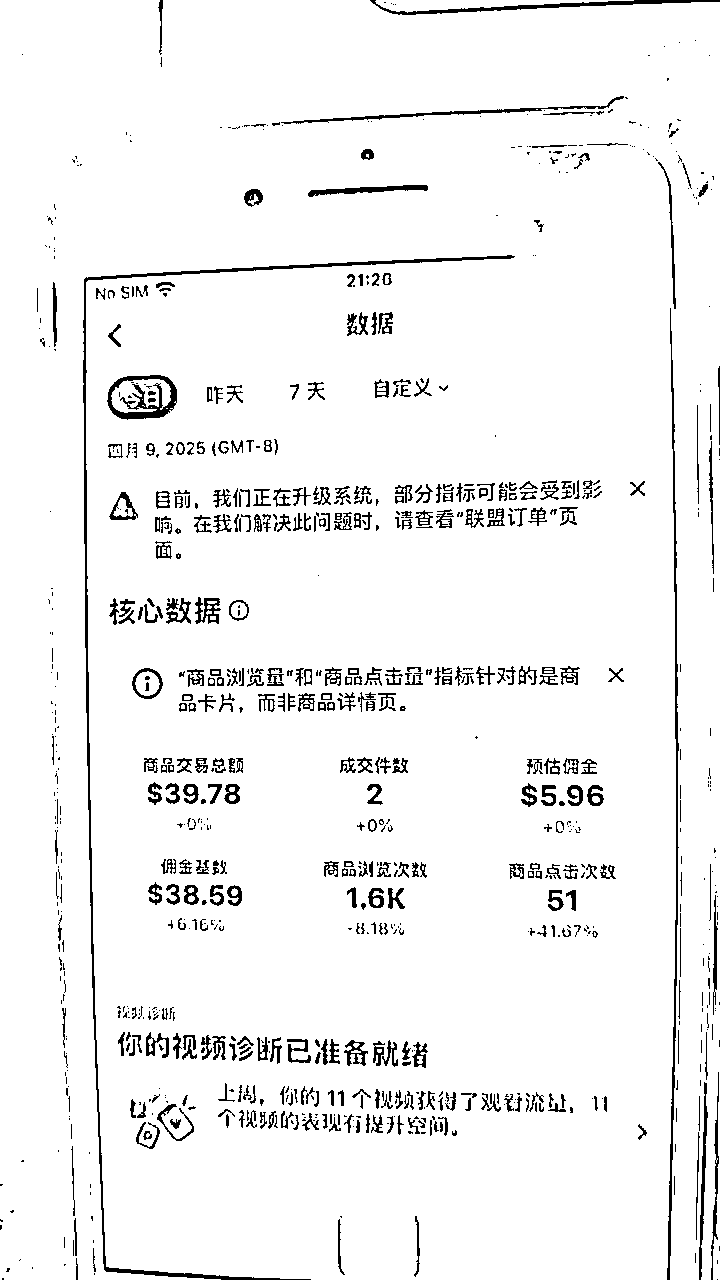 No SIM
21:28
数据
今日 昨天 7 天 自定义
四月 9, 2025 (GMT-8)
目前，我们正在升级系统，部分指标可能会受到影
响。在我们解决此问题时，请查看“联盟订单”页
面。
核心数据
“商品浏览量”和“商品点击量”指标针对的是商
品卡片，而非商品详情页。
商品交易总额 成交件数 预估佣金
$39.78 2 $5.96
+0% +0% +0%
佣金基数 商品浏览次数 商品点击次数
$38.59 1.6K 51
+6.16% -8.18% +41.67%
视频诊断
你的视频诊断已准备就绪
上周，你的 11 个视频获得了观看流量，11
个视频的表现有提升空间。